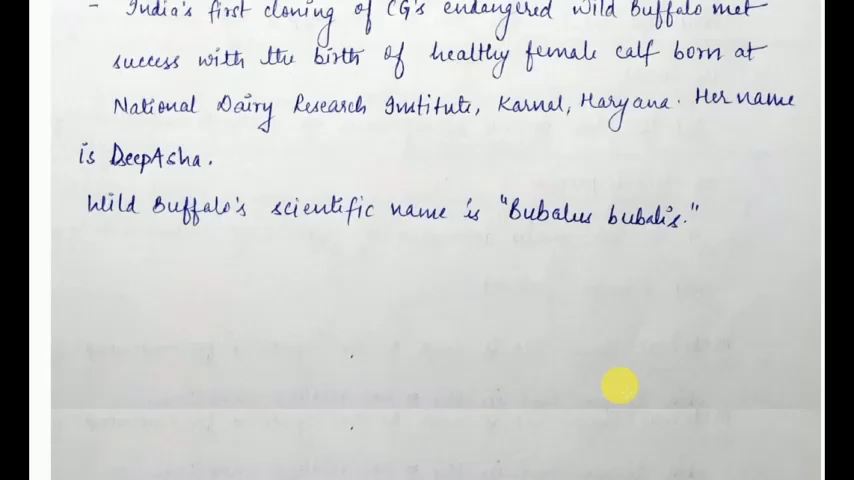 - India's first cloning of CG's endangered wild Buffalo met
success with the birth of healthy female calf born at
National Dairy Research Institute, Karnal, Haryana. Her name
is DeepAsha.
Wild Buffalo's scientific name is "Bubalus bubalis."